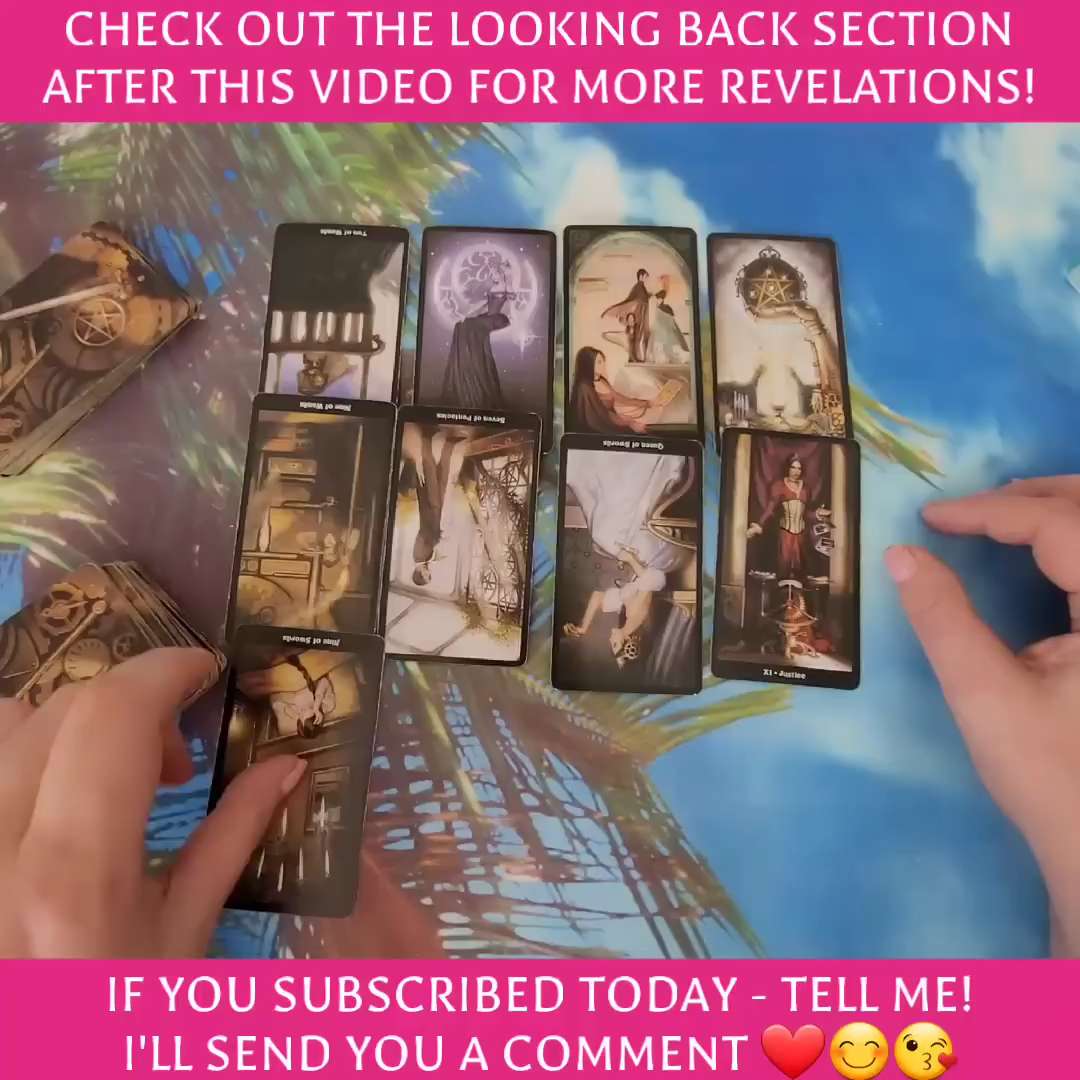 CHECK OUT THE LOOKING BACK SECTION
AFTER THIS VIDEO FOR MORE REVELATIONS!
Two of Wands
Nine of Wands
Seven of Pentacles
Queen of Swords
XI • Justice
Nine of Swords
IF YOU SUBSCRIBED TODAY - TELL ME!
I'LL SEND YOU A COMMENT ❤️😊😘